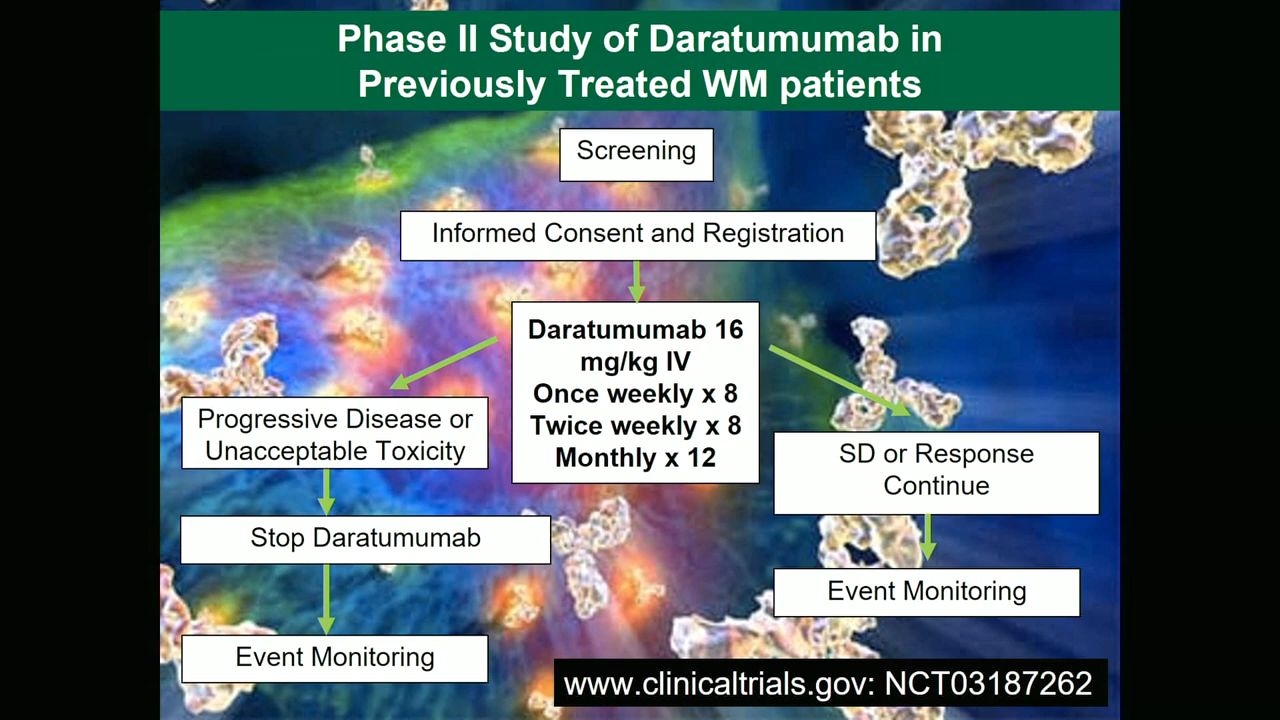 Phase II Study of Daratumumab in
Previously Treated WM patients
Screening
Informed Consent and Registration
Daratumumab 16
mg/kg IV
Once weekly x 8
Twice weekly x 8
Monthly x 12
Progressive Disease or
Unacceptable Toxicity
Stop Daratumumab
Event Monitoring
SD or Response
Continue
Event Monitoring
www.clinicaltrials.gov: NCT03187262